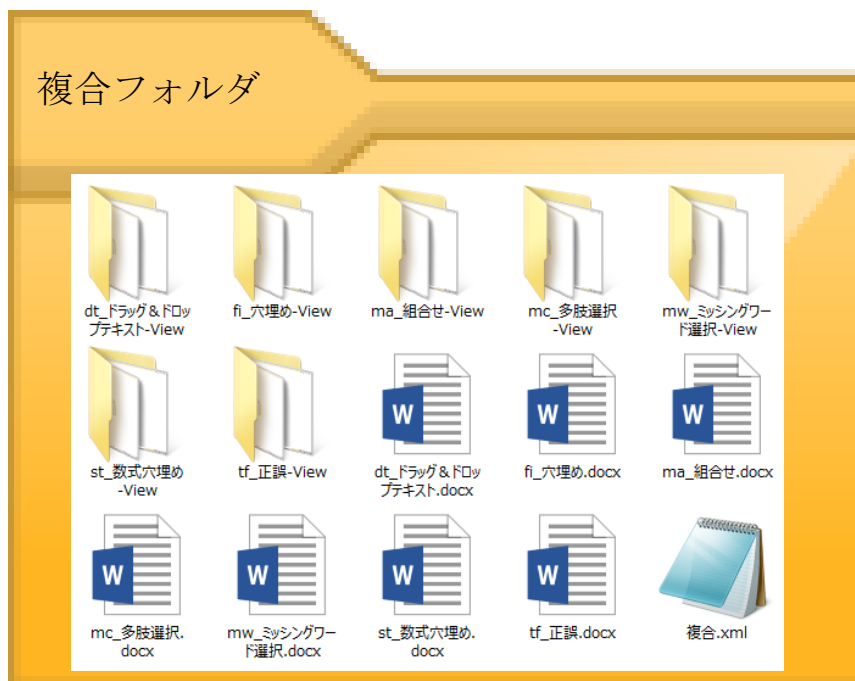 複合フォルダ
dt_ドラッグ&ドロッ
プテキスト-View
fi_穴埋め-View
ma_組合せ-View
mc_多肢選択
-View
mw_ミッシングワー
ド選択-View
st_数式穴埋め
-View
tf_正誤-View
dt_ドラッグ&ドロッ
プテキスト.docx
fi_穴埋め.docx
ma_組合せ.docx
mc_多肢選択.
docx
mw_ミッシングワー
ド選択.docx
st_数式穴埋め.
docx
tf_正誤.docx
複合.xml
W
W
W
W
W
W
W